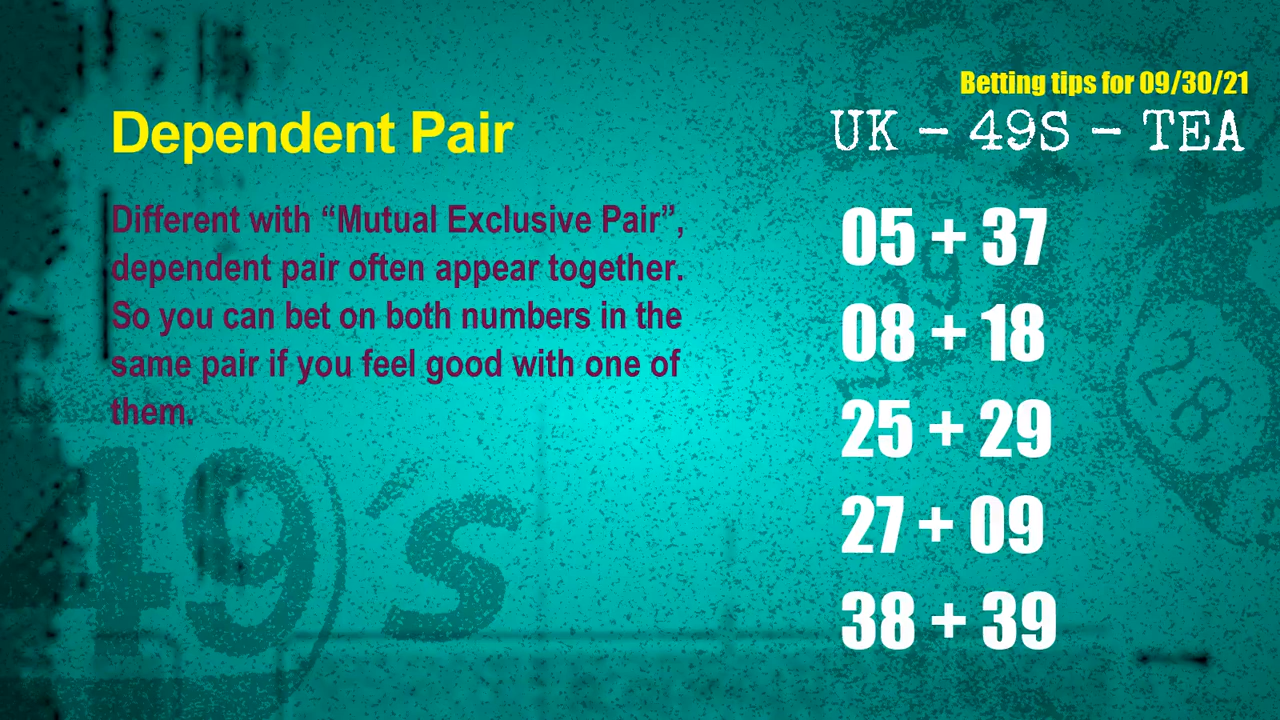 Betting tips for 09/30/21
Dependent Pair
UK - 49S - TEA
Different with “Mutual Exclusive Pair”,
dependent pair often appear together.
So you can bet on both numbers in the
same pair if you feel good with one of
them.
05 + 37
08 + 18
25 + 29
27 + 09
38 + 39
49's
28
39